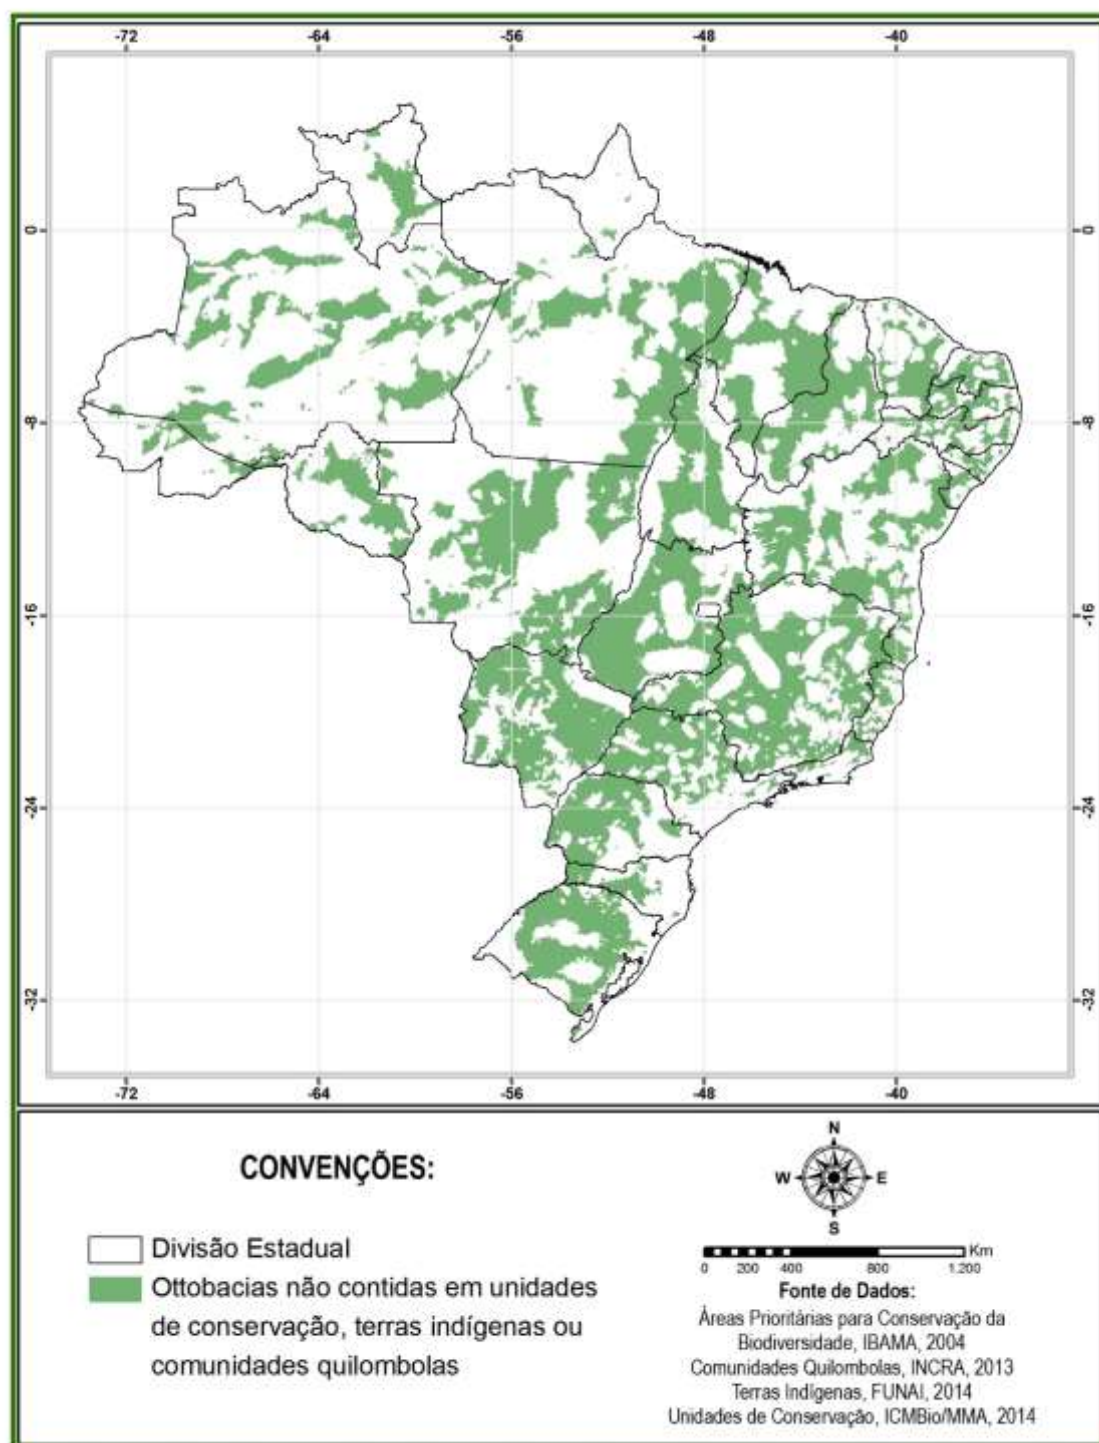 -72 -64 -56 -48 -40
0 0
-8 -8
-16 -16
-24 -24
-32 -32
-72 -64 -56 -48 -40
CONVENÇÕES:
Divisão Estadual
Ottobacias não contidas em unidades
de conservação, terras indígenas ou
comunidades quilombolas
N
W E
S
Km
0 200 400 800 1.200
Fonte de Dados:
Áreas Prioritárias para Conservação da
Biodiversidade, IBAMA, 2004
Comunidades Quilombolas, INCRA, 2013
Terras Indígenas, FUNAI, 2014
Unidades de Conservação, ICMBio/MMA, 2014